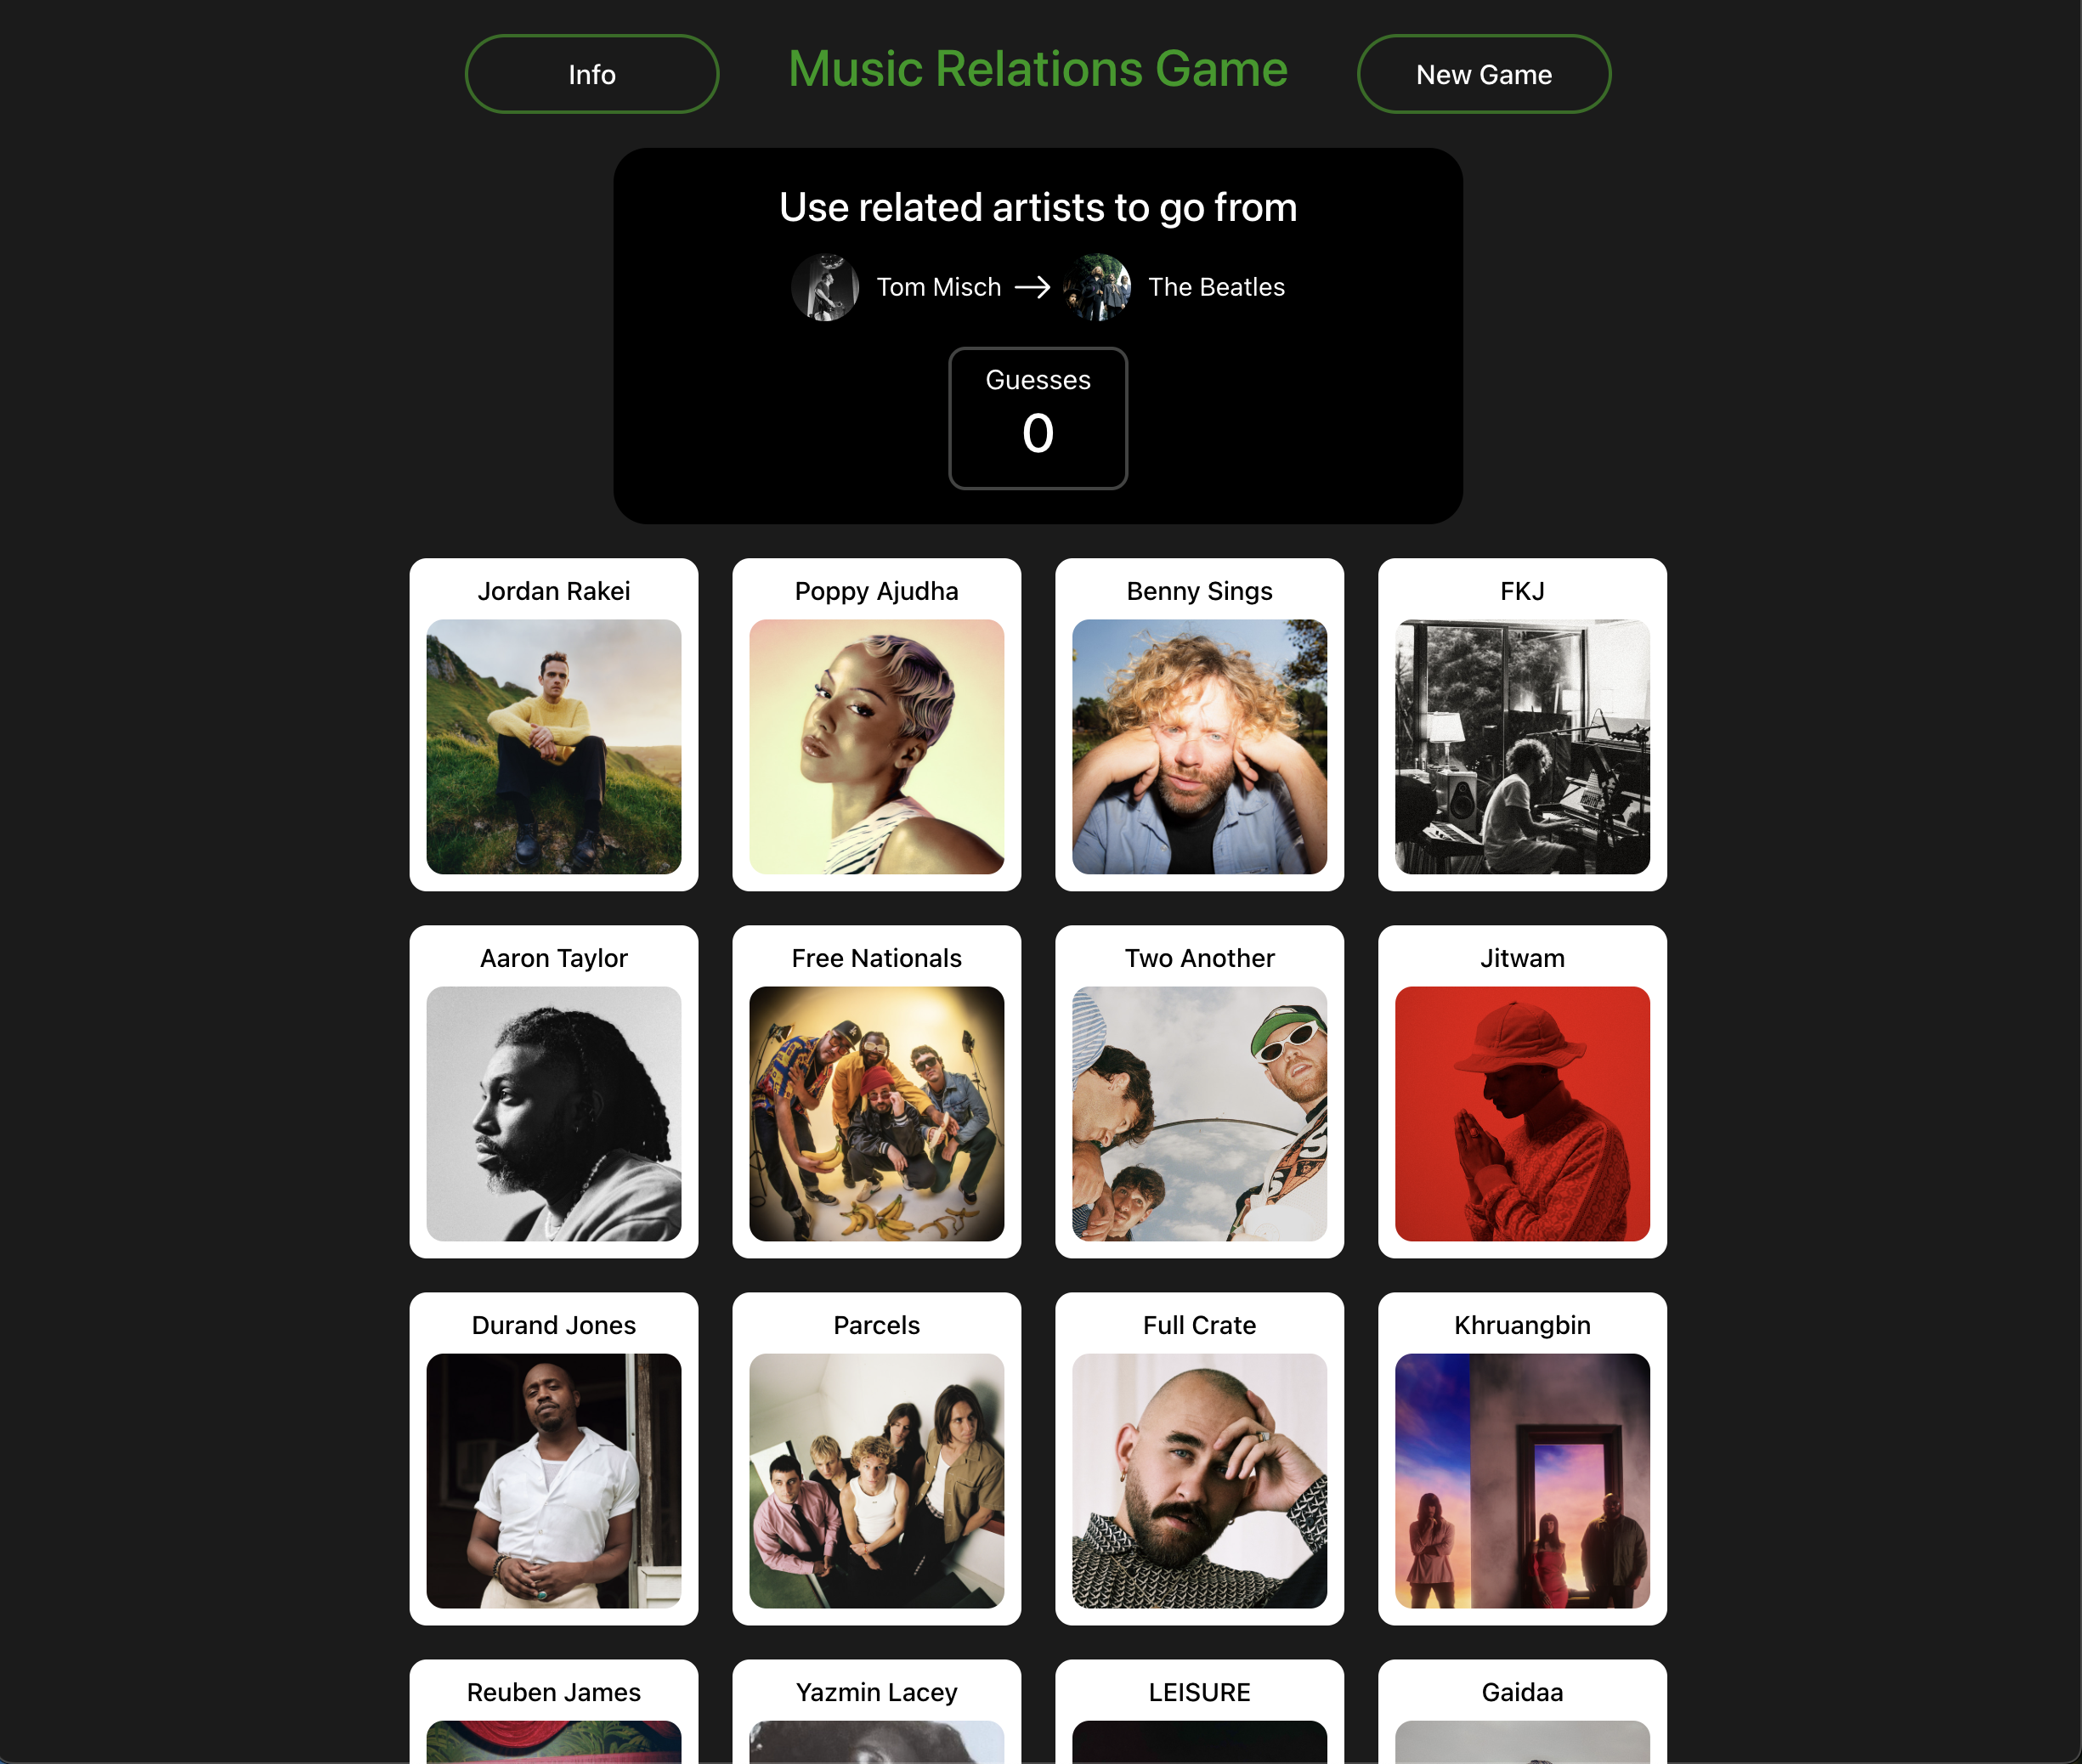 Info
Music Relations Game
New Game
Use related artists to go from
Tom Misch → The Beatles
Guesses
0
Jordan Rakei
Poppy Ajudha
Benny Sings
FKJ
Aaron Taylor
Free Nationals
Two Another
Jitwam
Durand Jones
Parcels
Full Crate
Khruangbin
Reuben James
Yazmin Lacey
LEISURE
Gaidaa